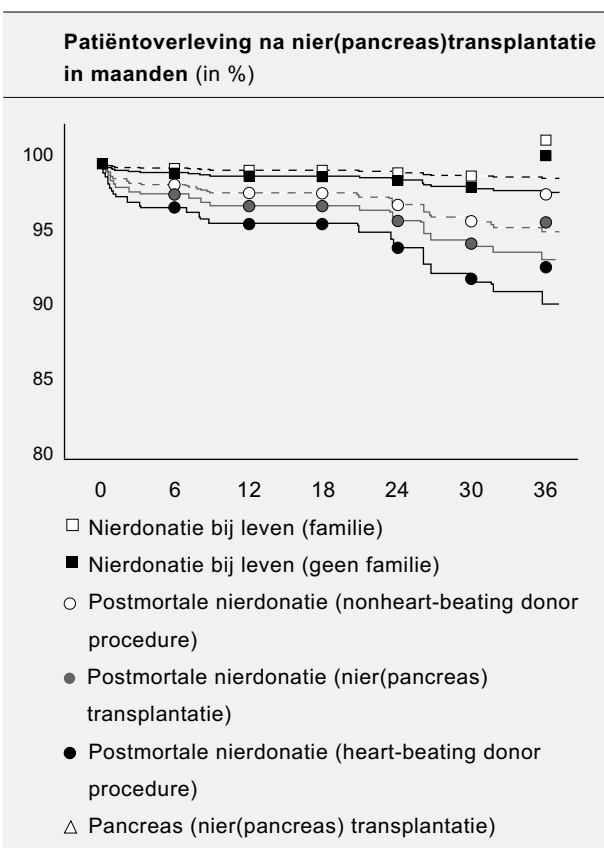 Patiëntoverleving na nier(pancreas)transplantatie
in maanden (in %)
100
95
90
85
80
0 6 12 18 24 30 36
Nierdonatie bij leven (familie)
Nierdonatie bij leven (geen familie)
Postmortale nierdonatie (nonheart-beating donor
procedure)
Postmortale nierdonatie (nier(pancreas)
transplantatie)
Postmortale nierdonatie (heart-beating donor
procedure)
Pancreas (nier(pancreas) transplantatie)